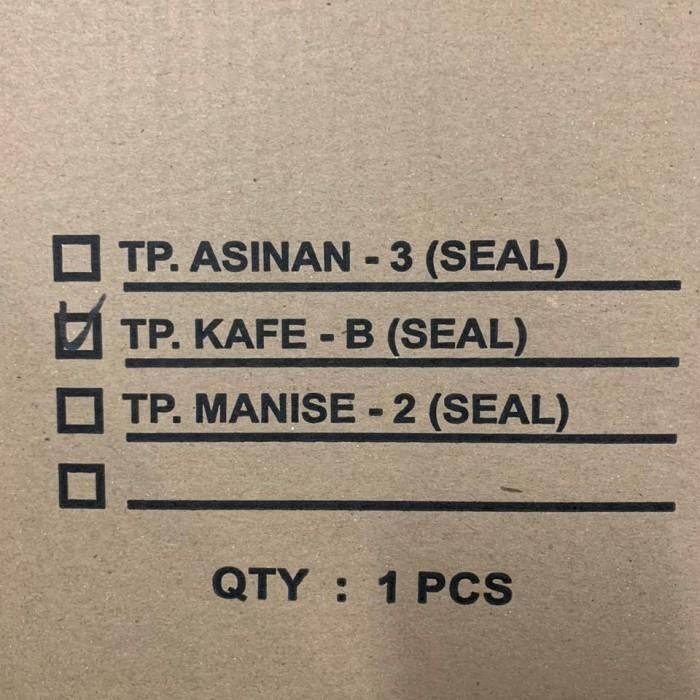 TP. ASINAN - 3 (SEAL)
TP. KAFE - B (SEAL)
TP. MANISE - 2 (SEAL)
QTY : 1 PCS